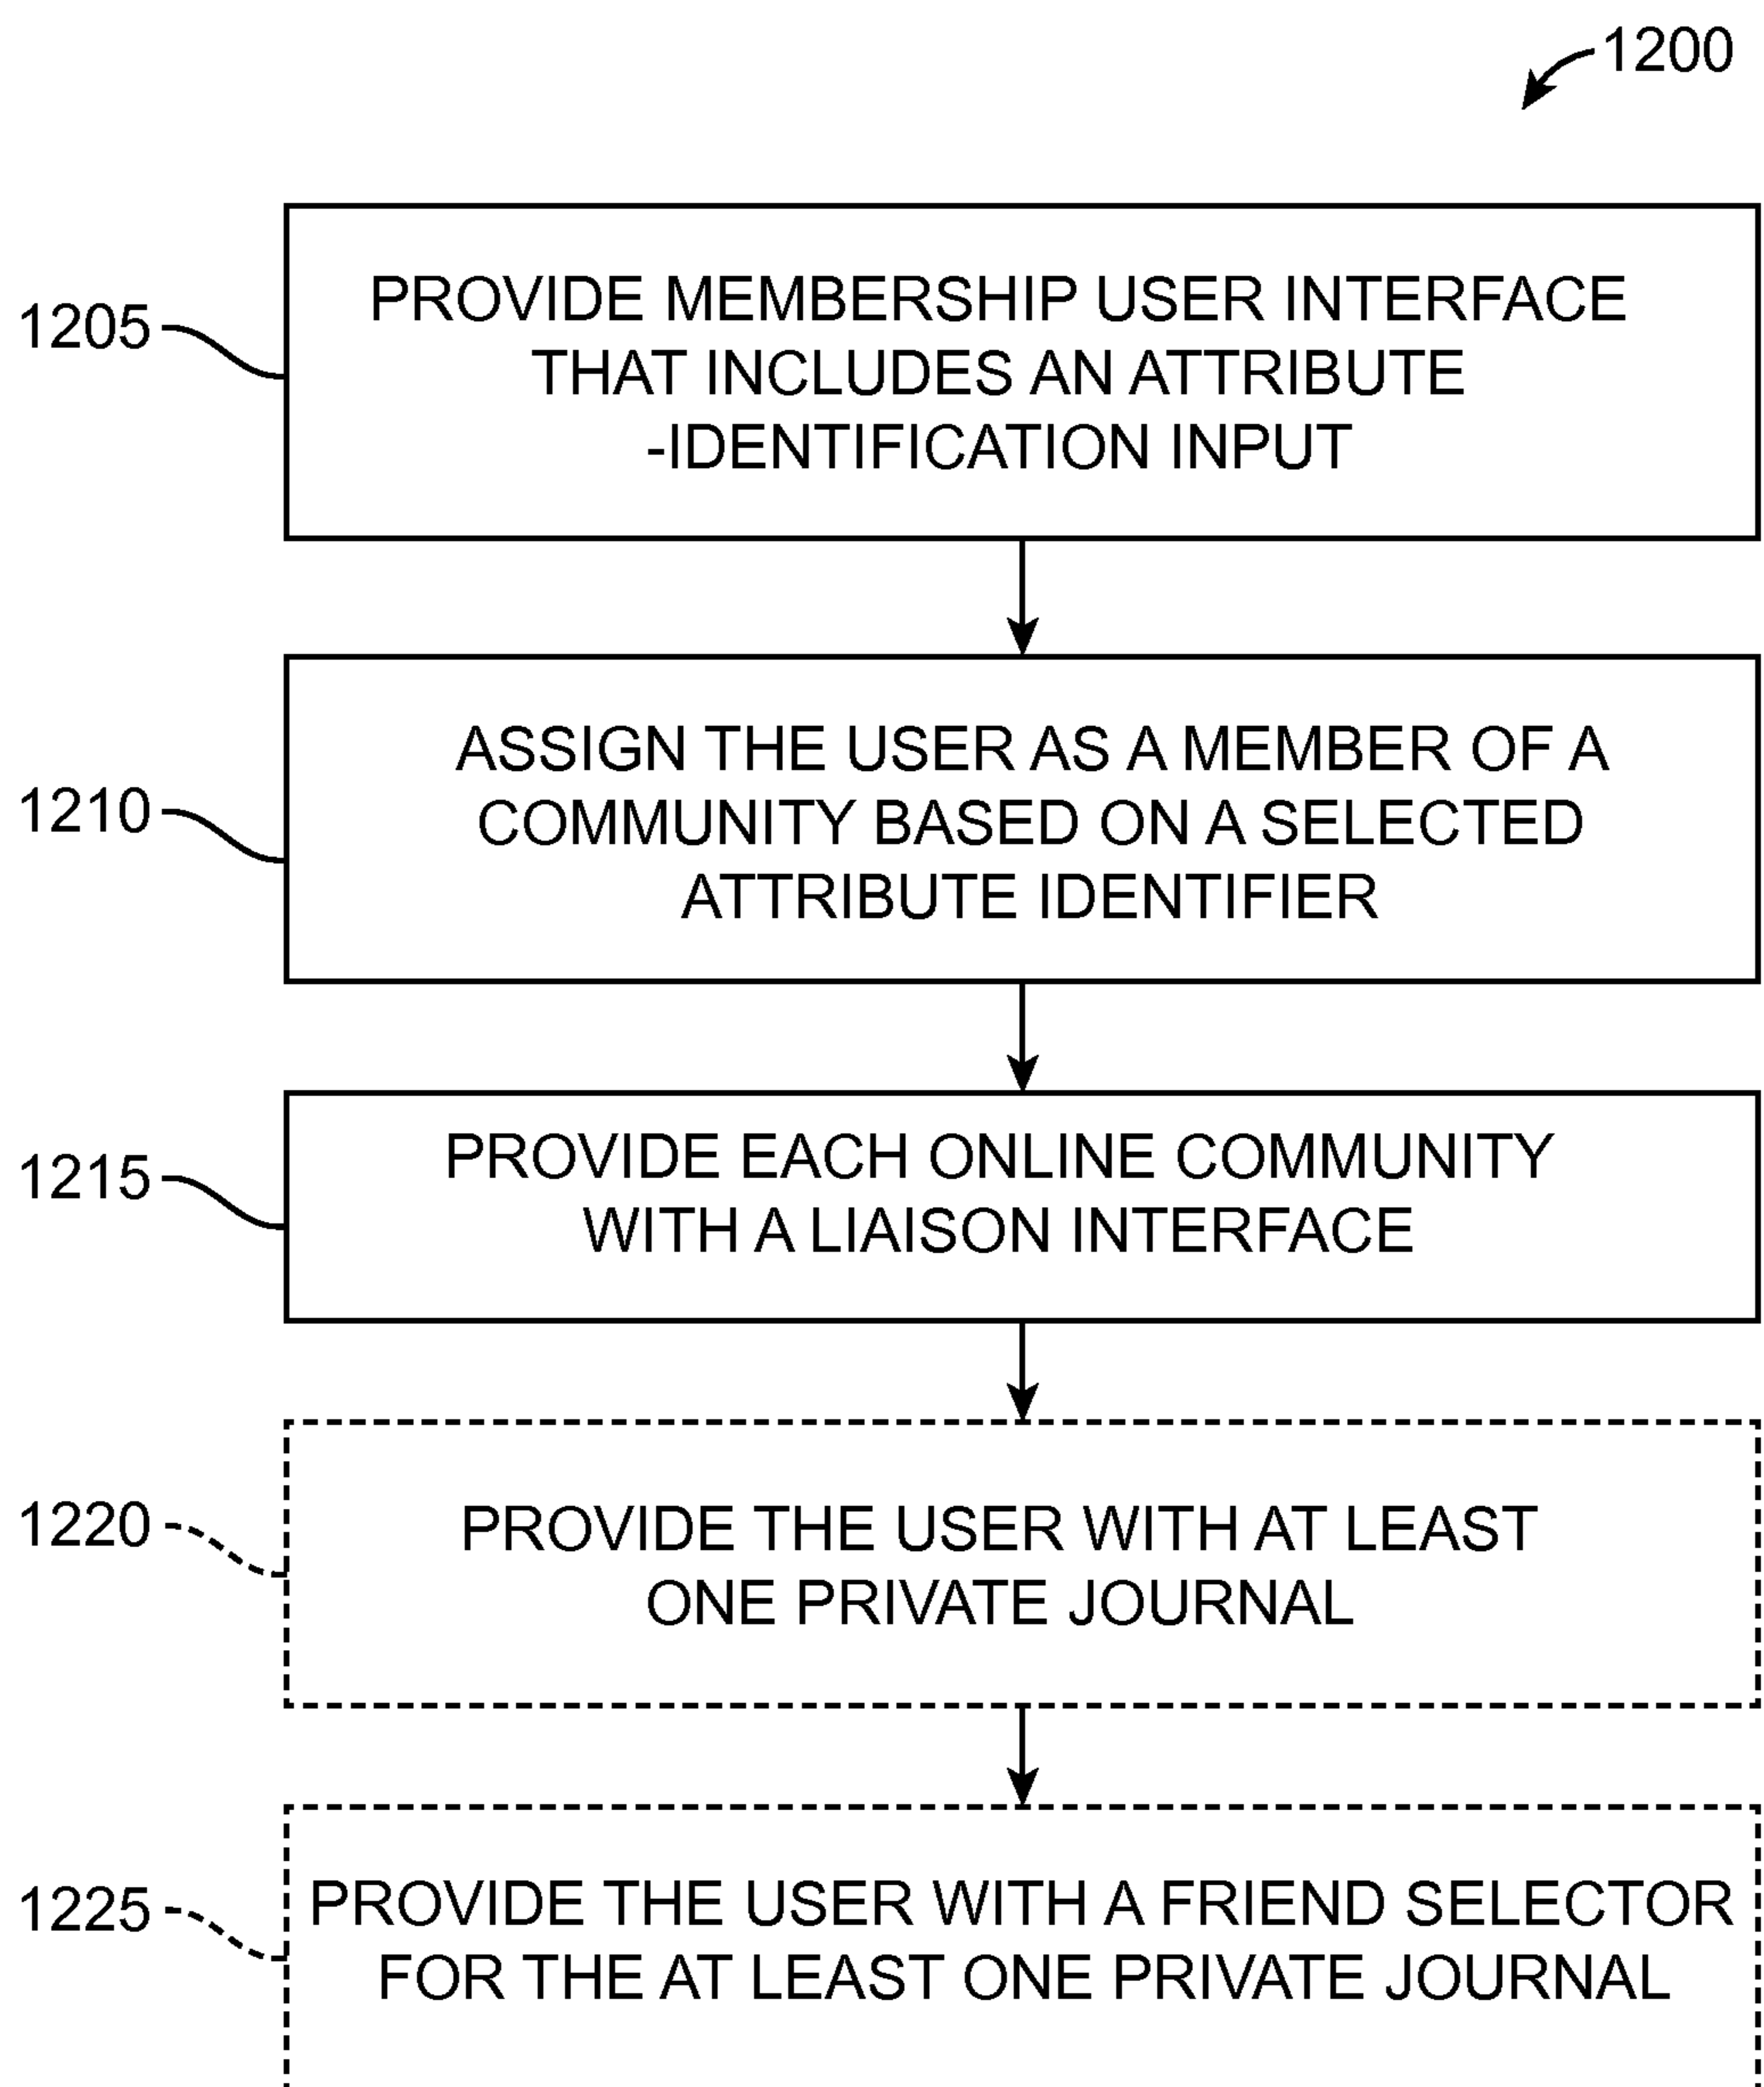 1200
1205
PROVIDE MEMBERSHIP USER INTERFACE
THAT INCLUDES AN ATTRIBUTE
-IDENTIFICATION INPUT
1210
ASSIGN THE USER AS A MEMBER OF A
COMMUNITY BASED ON A SELECTED
ATTRIBUTE IDENTIFIER
1215
PROVIDE EACH ONLINE COMMUNITY
WITH A LIAISON INTERFACE
1220
PROVIDE THE USER WITH AT LEAST
ONE PRIVATE JOURNAL
1225
PROVIDE THE USER WITH A FRIEND SELECTOR
FOR THE AT LEAST ONE PRIVATE JOURNAL